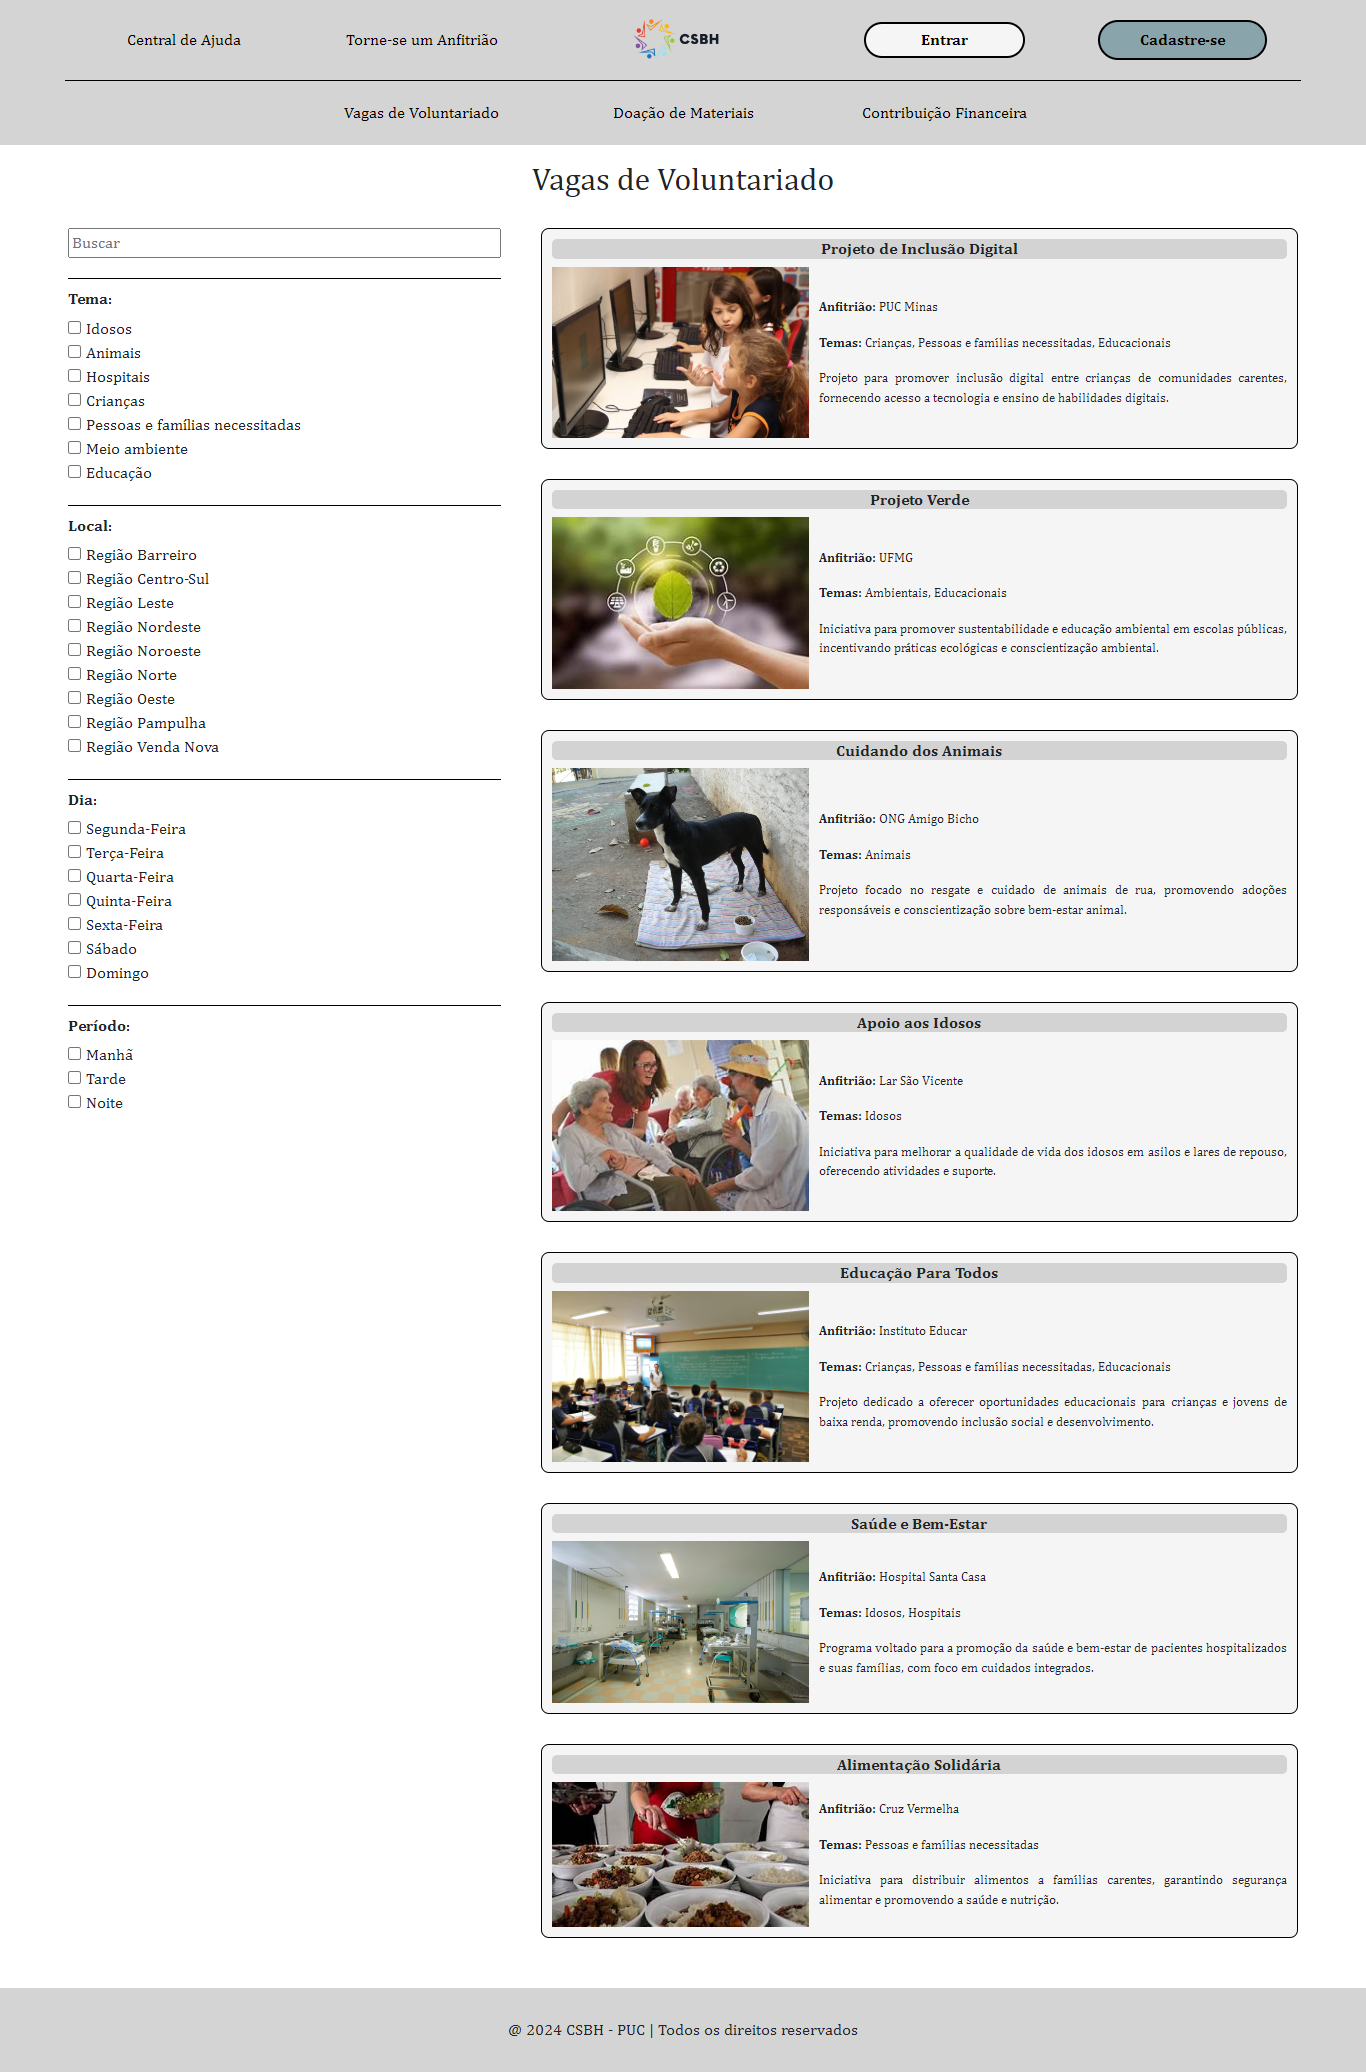 Central de Ajuda
Torne-se um Anfitrião
CSBH
Entrar
Cadastre-se
Vagas de Voluntariado
Doação de Materiais
Contribuição Financeira
Vagas de Voluntariado
Buscar
Tema:
Idosos
Animais
Hospitais
Crianças
Pessoas e famílias necessitadas
Meio ambiente
Educação
Local:
Região Barreiro
Região Centro-Sul
Região Leste
Região Nordeste
Região Noroeste
Região Norte
Região Oeste
Região Pampulha
Região Venda Nova
Dia:
Segunda-Feira
Terça-Feira
Quarta-Feira
Quinta-Feira
Sexta-Feira
Sábado
Domingo
Período:
Manhã
Tarde
Noite
Projeto de Inclusão Digital
Anfitrião: PUC Minas
Temas: Crianças, Pessoas e famílias necessitadas, Educacionais
Projeto para promover inclusão digital entre crianças de comunidades carentes,
fornecendo acesso a tecnologia e ensino de habilidades digitais.
Projeto Verde
Anfitrião: UFMG
Temas: Ambientais, Educacionais
Iniciativa para promover sustentabilidade e educação ambiental em escolas públicas,
incentivando práticas ecológicas e conscientização ambiental.
Cuidando dos Animais
Anfitrião: ONG Amigo Bicho
Temas: Animais
Projeto focado no resgate e cuidado de animais de rua, promovendo adoções
responsáveis e conscientização sobre bem-estar animal.
Apoio aos Idosos
Anfitrião: Lar São Vicente
Temas: Idosos
Iniciativa para melhorar a qualidade de vida dos idosos em asilos e lares de repouso,
oferecendo atividades e suporte.
Educação Para Todos
Anfitrião: Instituto Educar
Temas: Crianças, Pessoas e famílias necessitadas, Educacionais
Projeto dedicado a oferecer oportunidades educacionais para crianças e jovens de
baixa renda, promovendo inclusão social e desenvolvimento.
Saúde e Bem-Estar
Anfitrião: Hospital Santa Casa
Temas: Idosos, Hospitais
Programa voltado para a promoção da saúde e bem-estar de pacientes hospitalizados
e suas famílias, com foco em cuidados integrados.
Alimentação Solidária
Anfitrião: Cruz Vermelha
Temas: Pessoas e famílias necessitadas
Iniciativa para distribuir alimentos a famílias carentes, garantindo segurança
alimentar e promovendo a saúde e nutrição.
@ 2024 CSBH - PUC | Todos os direitos reservados